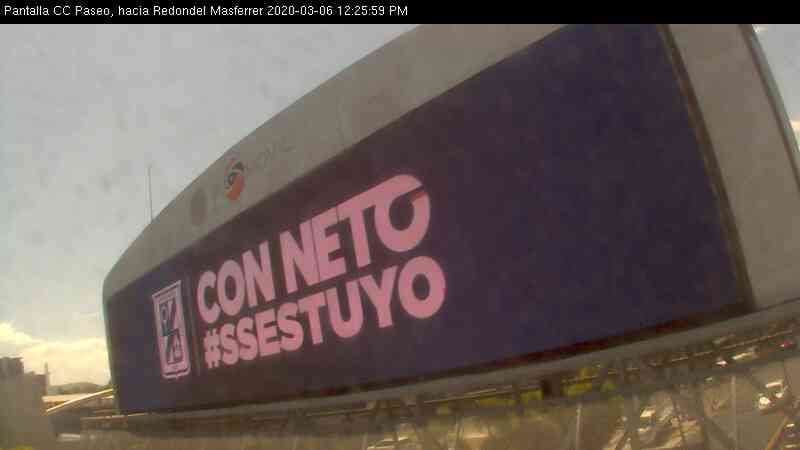 Pantalla CC Paseo, hacia Redondel Masferrer 2020-03-06 12:25:59 PM
CON NETO
#SSESTUYO